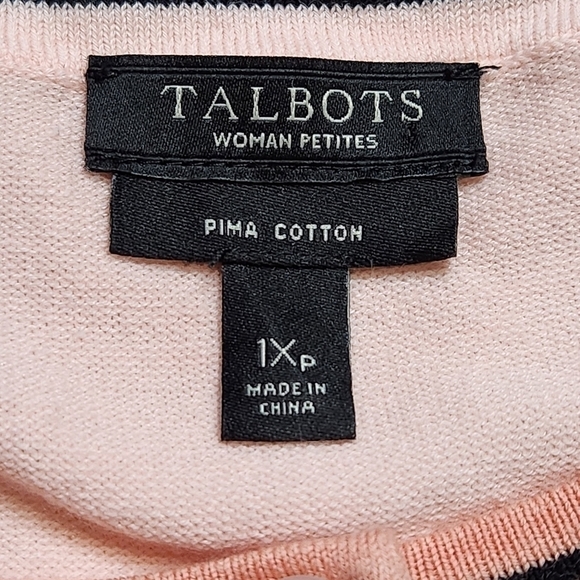 TALBOTS
WOMAN PETITES
PIMA COTTON
1XP
MADE IN
CHINA